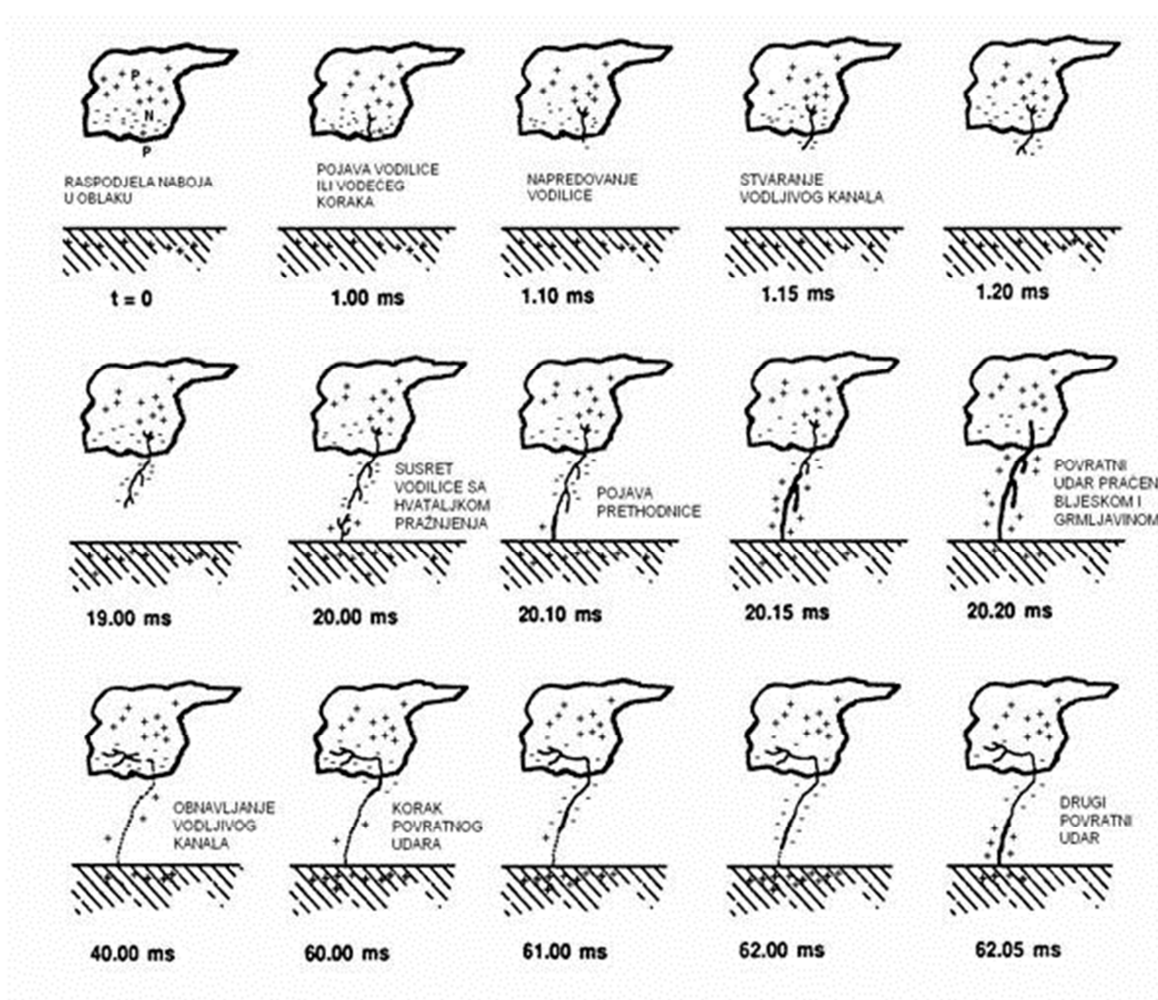 P
N
P
RASPODJELA NABOJA
U OBLAKU
t = 0
POJAVA VODILICE
ILI VODEĆEG
KORAKA
1.00 ms
NAPREDOVANJE
VODILICE
1.10 ms
STVARANJE
VODLJIVOG KANALA
1.15 ms
1.20 ms
19.00 ms
SUSRET
VODILICE SA
HVATALJKOM
PRAŽNJENJA
20.00 ms
POJAVA
PRETHODNICE
20.10 ms
20.15 ms
POVRATNI
UDAR PRAĆEN
BLJESKOM I
GRMLJAVINOM
20.20 ms
OBNAVLJANJE
VODLJIVOG
KANALA
40.00 ms
KORAK
POVRATNOG
UDARA
60.00 ms
61.00 ms
62.00 ms
DRUGI
POVRATNI
UDAR
62.05 ms